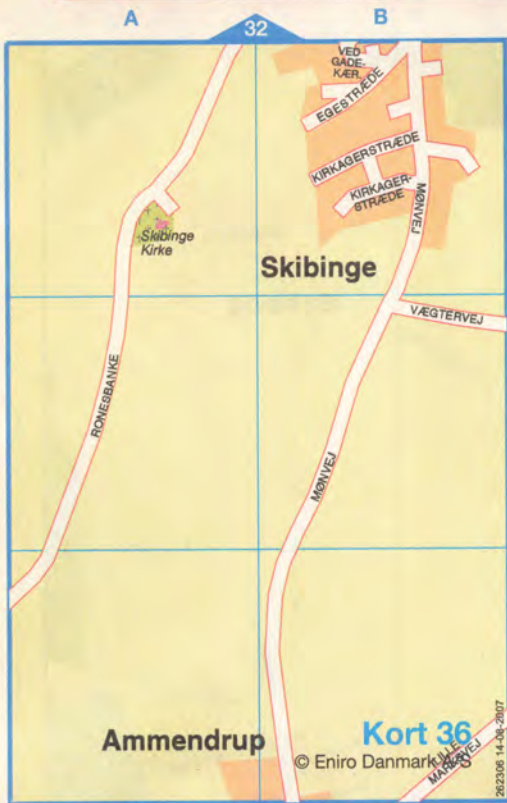 A
32
B
VED
GADE-
KÆR.
EGESTRÆDE
KIRKAGERSTRÆDE
KIRKAGER-
STRÆDE
MØNVEJ
Skibinge
Kirke
Skibinge
VÆGTERVEJ
RONESBANKE
MØNVEJ
Ammendrup
Kort 36
LILLE
© Eniro Danmark A/S
262306 14-08-2007